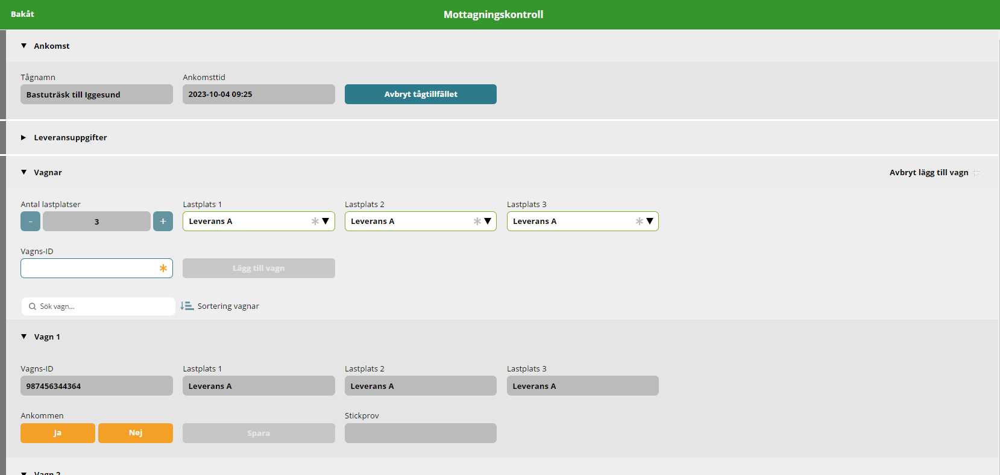 Bakåt
Mottagningskontroll
Ankomst
Tågnamn Ankomsttid
Bastuträsk till Iggesund 2023-10-04 09:25 Avbryt tågtillfället
Leveransuppgifter
Vagnar Avbryt lägg till vagn +
Antal lastplatser Lastplats 1 Lastplats 2 Lastplats 3
- 3 + Leverans A * Leverans A * Leverans A *
Vagns-ID
* Lägg till vagn
Sök vagn... Sortering vagnar
Vagn 1
Vagns-ID Lastplats 1 Lastplats 2 Lastplats 3
987456344364 Leverans A Leverans A Leverans A
Ankommen Stickprov
Ja Nej Spara
Vagn 2